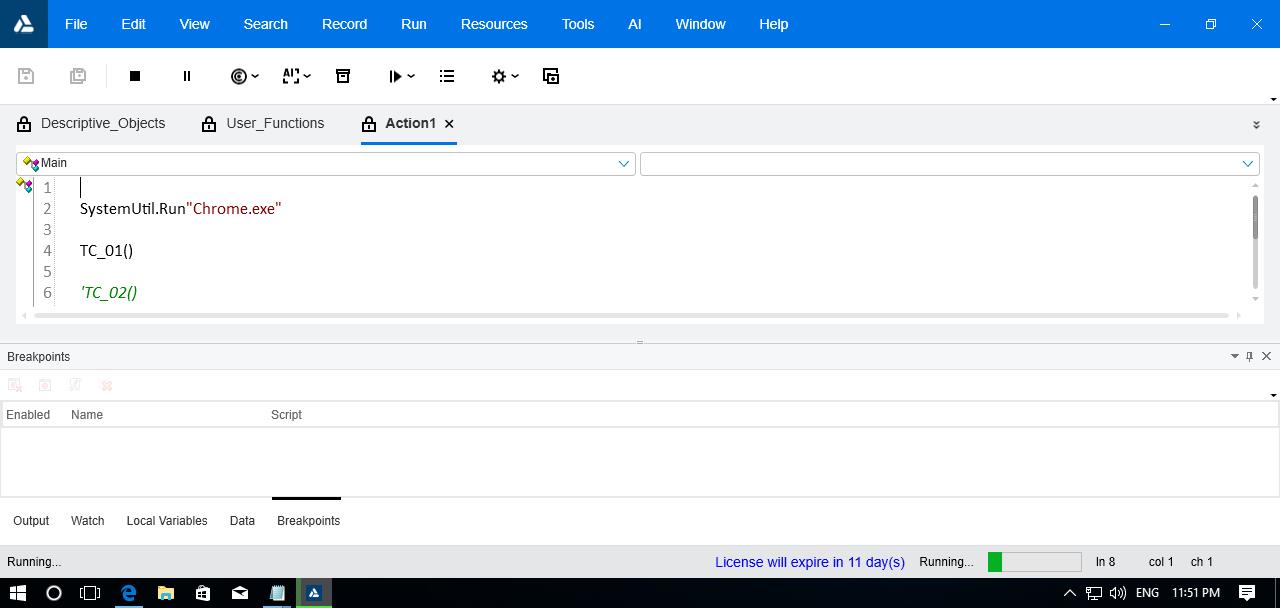 File Edit View Search Record Run Resources Tools AI Window Help
AI
Descriptive_Objects User_Functions Action1
Main
1
2 SystemUtil.Run"Chrome.exe"
3
4 TC_01()
5
6 'TC_02()
Breakpoints
Enabled Name Script
Output Watch Local Variables Data Breakpoints
Running... License will expire in 11 day(s) Running... ln 8 col 1 ch 1
ENG 11:51 PM